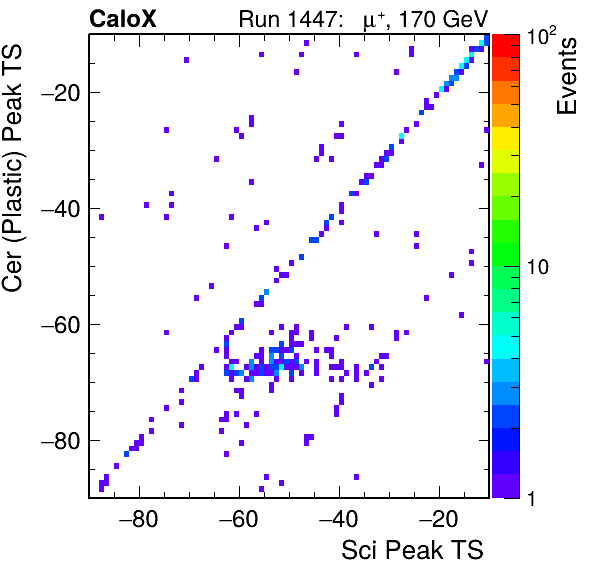 CaloX Run 1447: μ⁺, 170 GeV
Cer (Plastic) Peak TS
−20
−40
−60
−80
−80 −60 −40 −20
Sci Peak TS
10²
10
1
Events